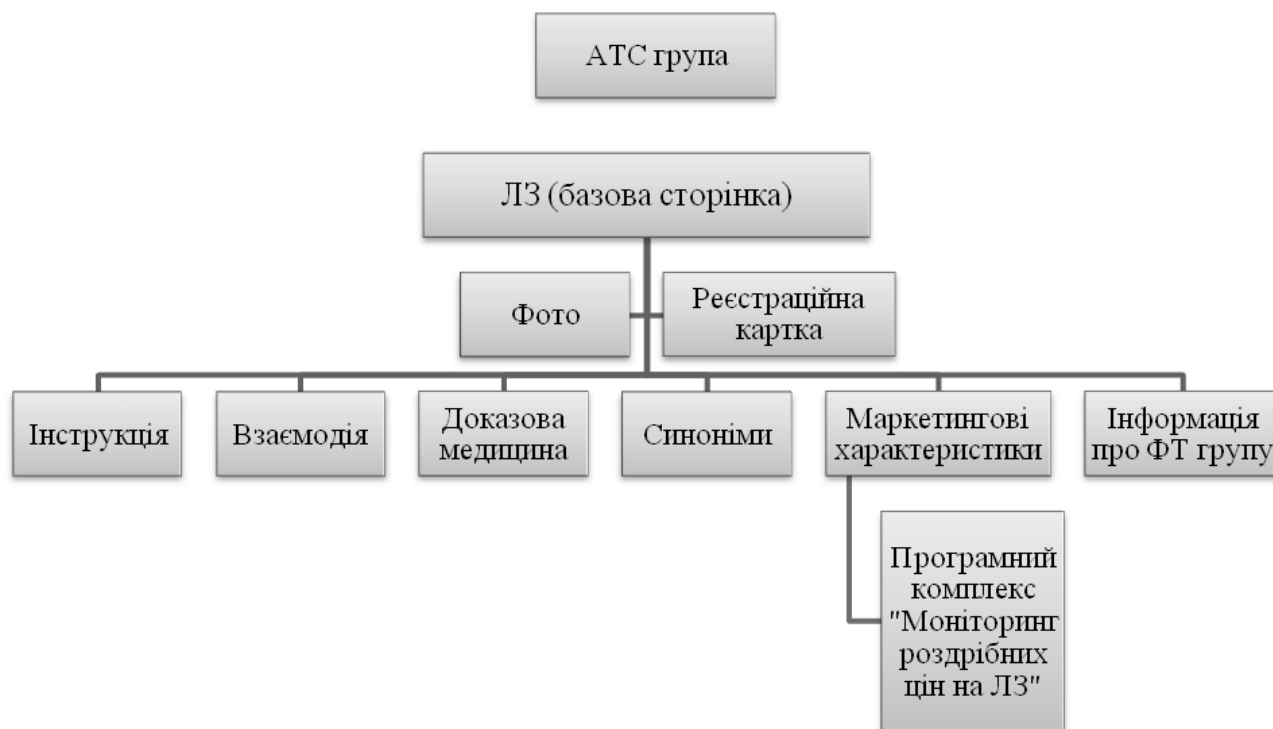 АТС група
ЛЗ (базова сторінка)
Фото
Реєстраційна
картка
Інструкція
Взаємодія
Доказова
медицина
Синоніми
Маркетингові
характеристики
Інформація
про ФТ групу
Програмний
комплекс
"Моніторинг
роздрібних
цін на ЛЗ"